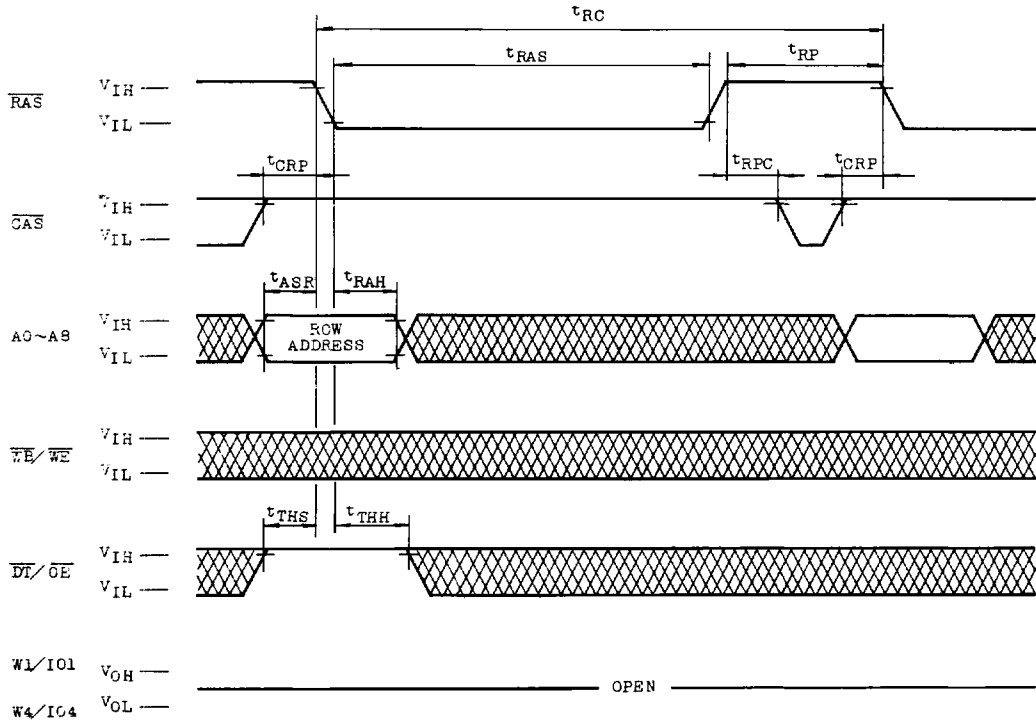 tRC
tRAS
tRP
RAS
VIH
VIL
tCRP
tRPC
tCRP
CAS
VIH
VIL
tASR
tRAH
A0~A8
VIH
VIL
ROW
ADDRESS
WB/WE
VIH
VIL
tTHS
tTHH
DT/OE
VIH
VIL
W1/IO1
VOH
OPEN
VOL
W4/IO4